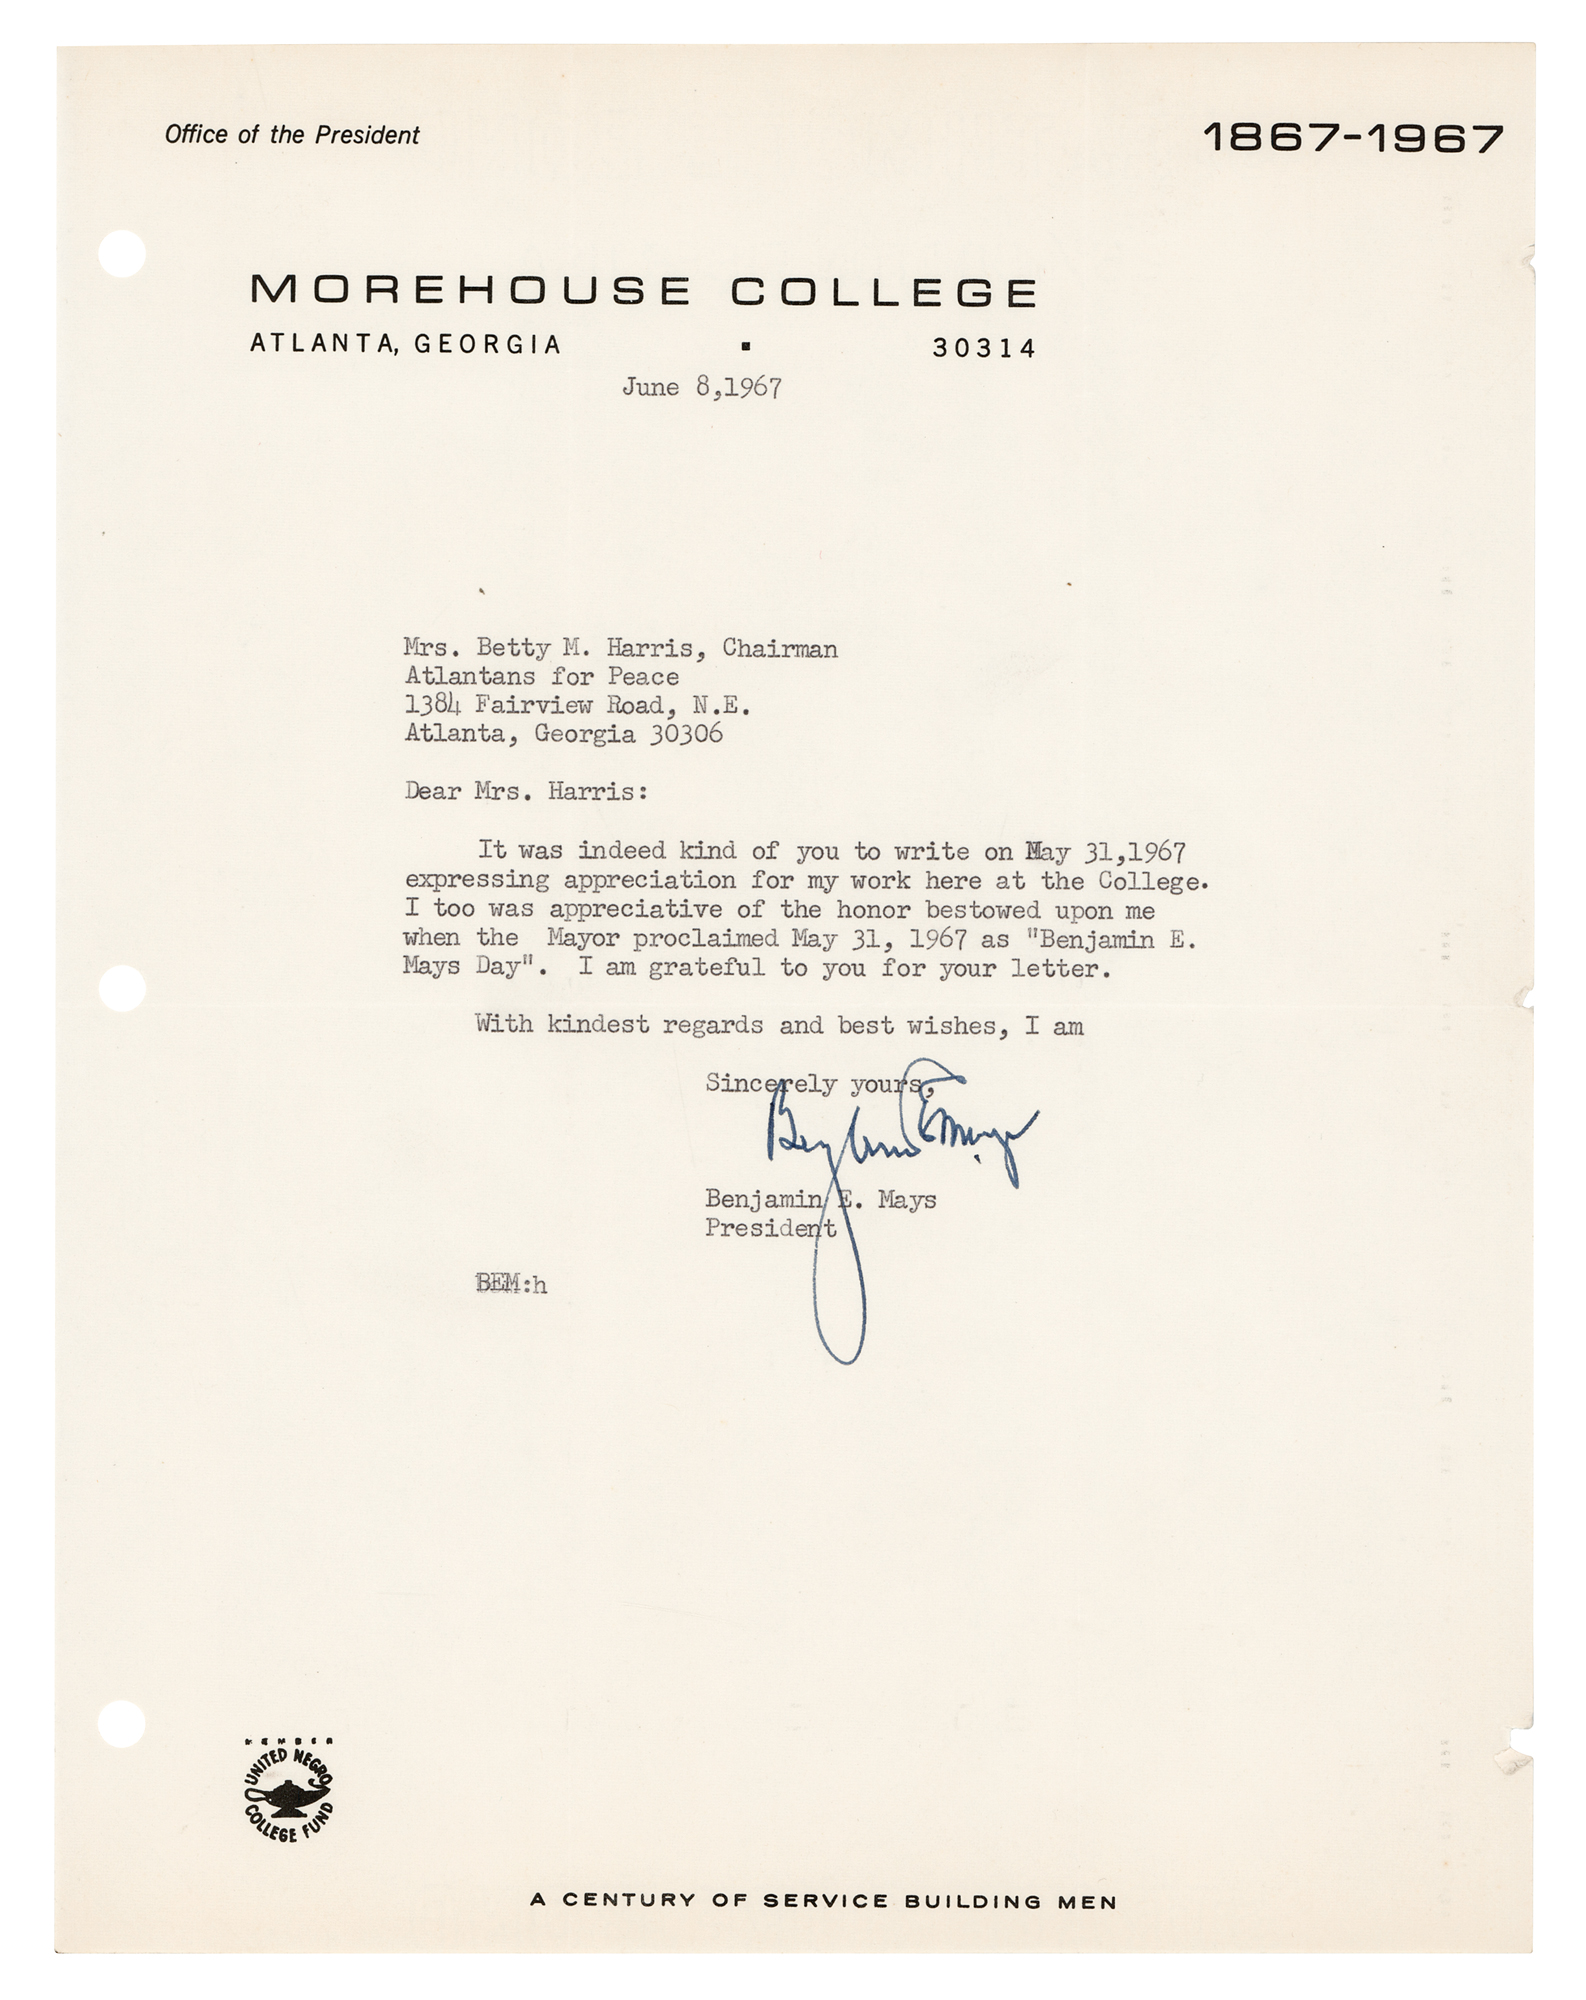 Office of the President
1867-1967
MOREHOUSE COLLEGE
ATLANTA, GEORGIA ▪ 30314
June 8,1967
Mrs. Betty M. Harris, Chairman
Atlantans for Peace
1384 Fairview Road, N.E.
Atlanta, Georgia 30306
Dear Mrs. Harris:
It was indeed kind of you to write on May 31,1967
expressing appreciation for my work here at the College.
I too was appreciative of the honor bestowed upon me
when the Mayor proclaimed May 31, 1967 as "Benjamin E.
Mays Day". I am grateful to you for your letter.
With kindest regards and best wishes, I am
Sincerely yours,
Benjamin E Mays
Benjamin E. Mays
President
BEM:h
MEMBER
UNITED NEGRO
COLLEGE FUND
A CENTURY OF SERVICE BUILDING MEN